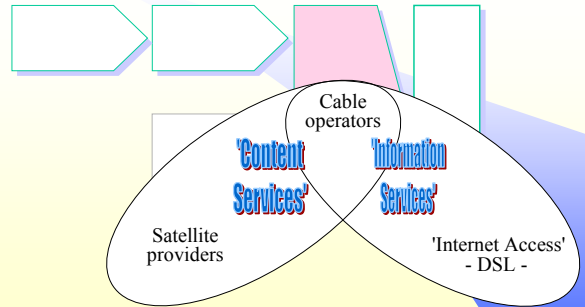 Cable
operators
'Content
Services'
'Information
Services'
Satellite
providers
'Internet Access'
- DSL -